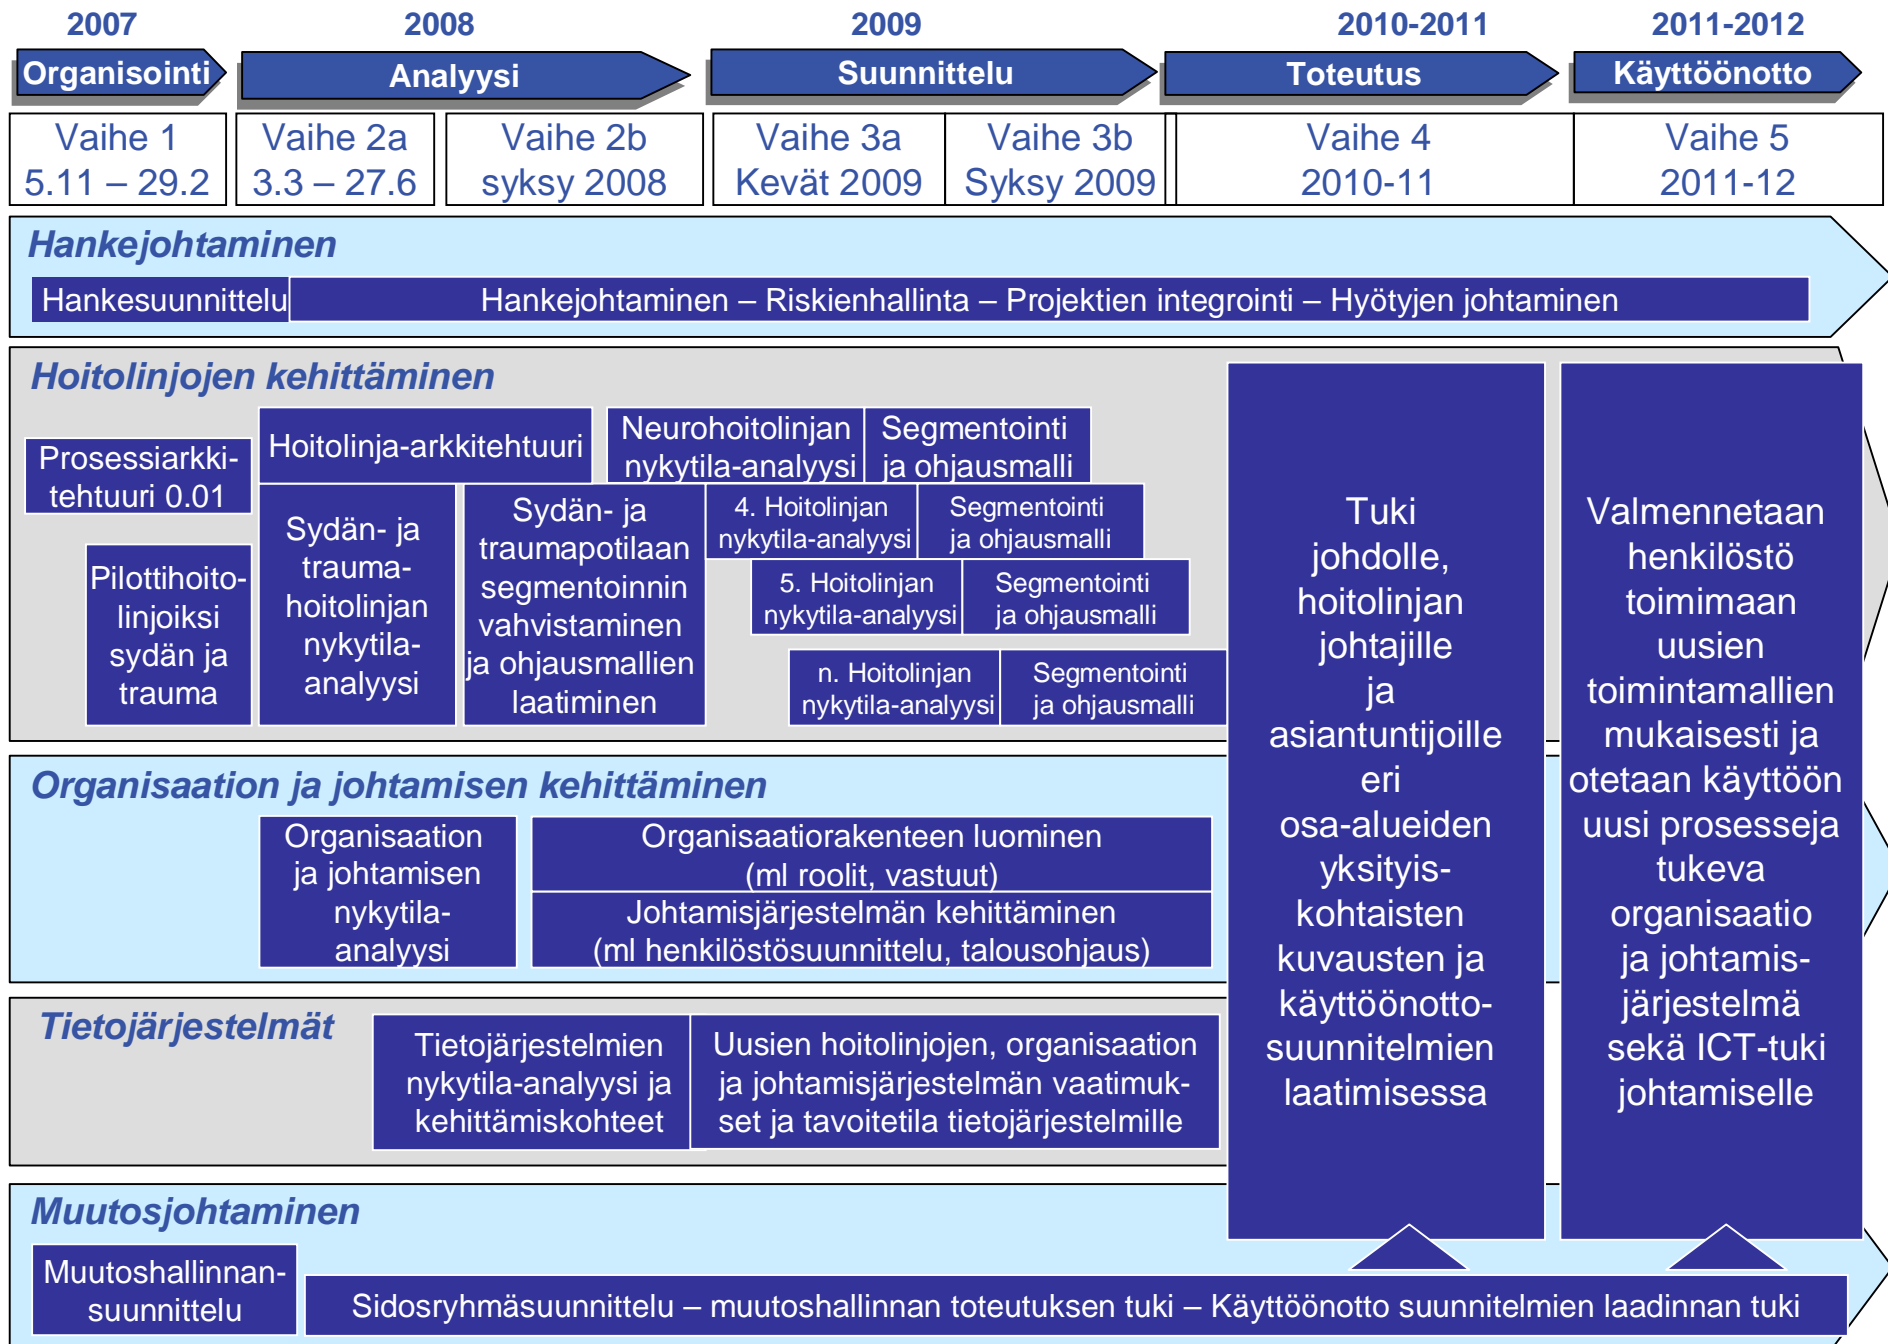 2007
2008
2009
2010-2011
2011-2012
Organisointi
Analyysi
Suunnittelu
Toteutus
Käyttöönotto
Vaihe 1
5.11 – 29.2
Vaihe 2a
3.3 – 27.6
Vaihe 2b
syksy 2008
Vaihe 3a
Kevät 2009
Vaihe 3b
Syksy 2009
Vaihe 4
2010-11
Vaihe 5
2011-12
Hankejohtaminen
Hankesuunnittelu
Hankejohtaminen – Riskienhallinta – Projektien integrointi – Hyötyjen johtaminen
Hoitolinjojen kehittäminen
Prosessiarkki-
tehtuuri 0.01
Pilottihoito-
linjoiksi
sydän ja
trauma
Hoitolinja-arkkitehtuuri
Sydän- ja
trauma-
hoitolinjan
nykytila-
analyysi
Sydän- ja
traumapotilaan
segmentoinnin
vahvistaminen
ja ohjausmallien
laatiminen
Neurohoitolinjan
nykytila-analyysi
Segmentointi
ja ohjausmalli
4. Hoitolinjan
nykytila-analyysi
Segmentointi
ja ohjausmalli
5. Hoitolinjan
nykytila-analyysi
Segmentointi
ja ohjausmalli
n. Hoitolinjan
nykytila-analyysi
Segmentointi
ja ohjausmalli
Tuki
johdolle,
hoitolinjan
johtajille
ja
asiantuntijoille
eri
osa-alueiden
yksityis-
kohtaisten
kuvausten ja
käyttöönotto-
suunnitelmien
laatimisessa
Valmennetaan
henkilöstö
toimimaan
uusien
toimintamallien
mukaisesti ja
otetaan käyttöön
uusi prosesseja
tukeva
organisaatio
ja johtamis-
järjestelmä
sekä ICT-tuki
johtamiselle
Organisaation ja johtamisen kehittäminen
Organisaation
ja johtamisen
nykytila-
analyysi
Organisaatiorakenteen luominen
(ml roolit, vastuut)
Johtamisjärjestelmän kehittäminen
(ml henkilöstösuunnittelu, talousohjaus)
Tietojärjestelmät
Tietojärjestelmien
nykytila-analyysi ja
kehittämiskohteet
Uusien hoitolinjojen, organisaation
ja johtamisjärjestelmän vaatimuk-
set ja tavoitetila tietojärjestelmille
Muutosjohtaminen
Muutoshallinnan-
suunnittelu
Sidosryhmäsuunnittelu – muutoshallinnan toteutuksen tuki – Käyttöönotto suunnitelmien laadinnan tuki